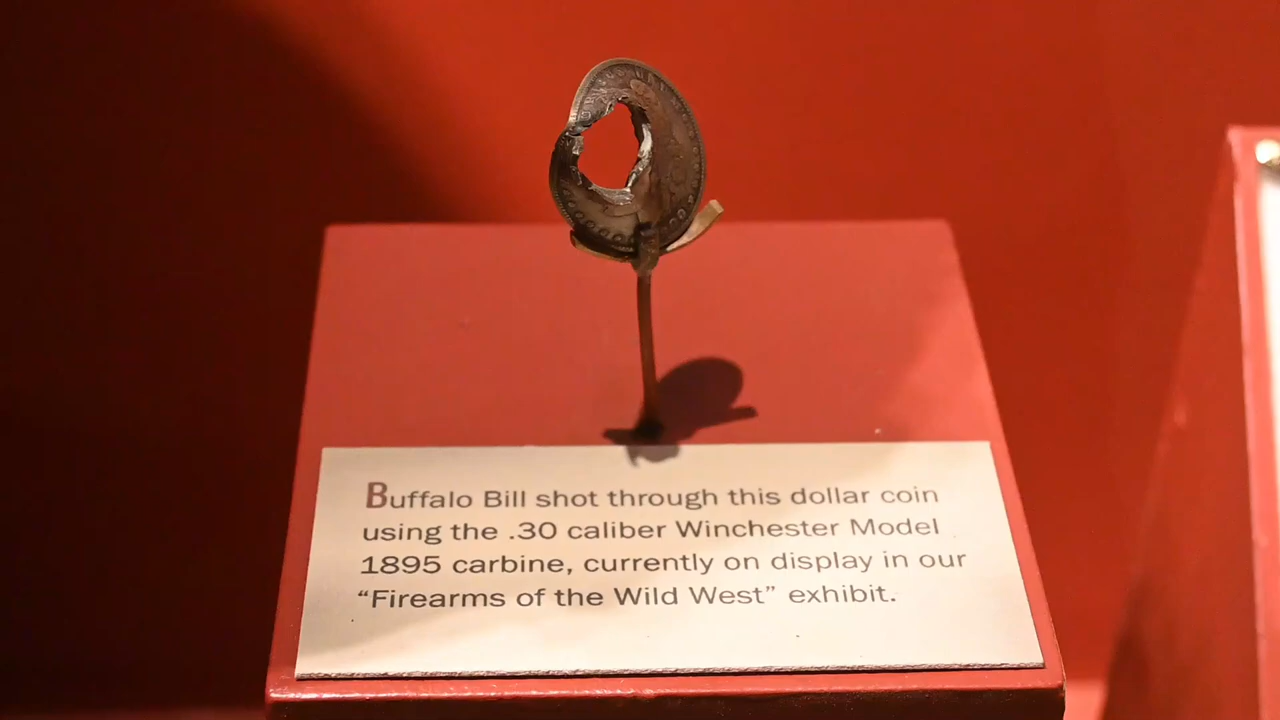 Buffalo Bill shot through this dollar coin
using the .30 caliber Winchester Model
1895 carbine, currently on display in our
“Firearms of the Wild West” exhibit.